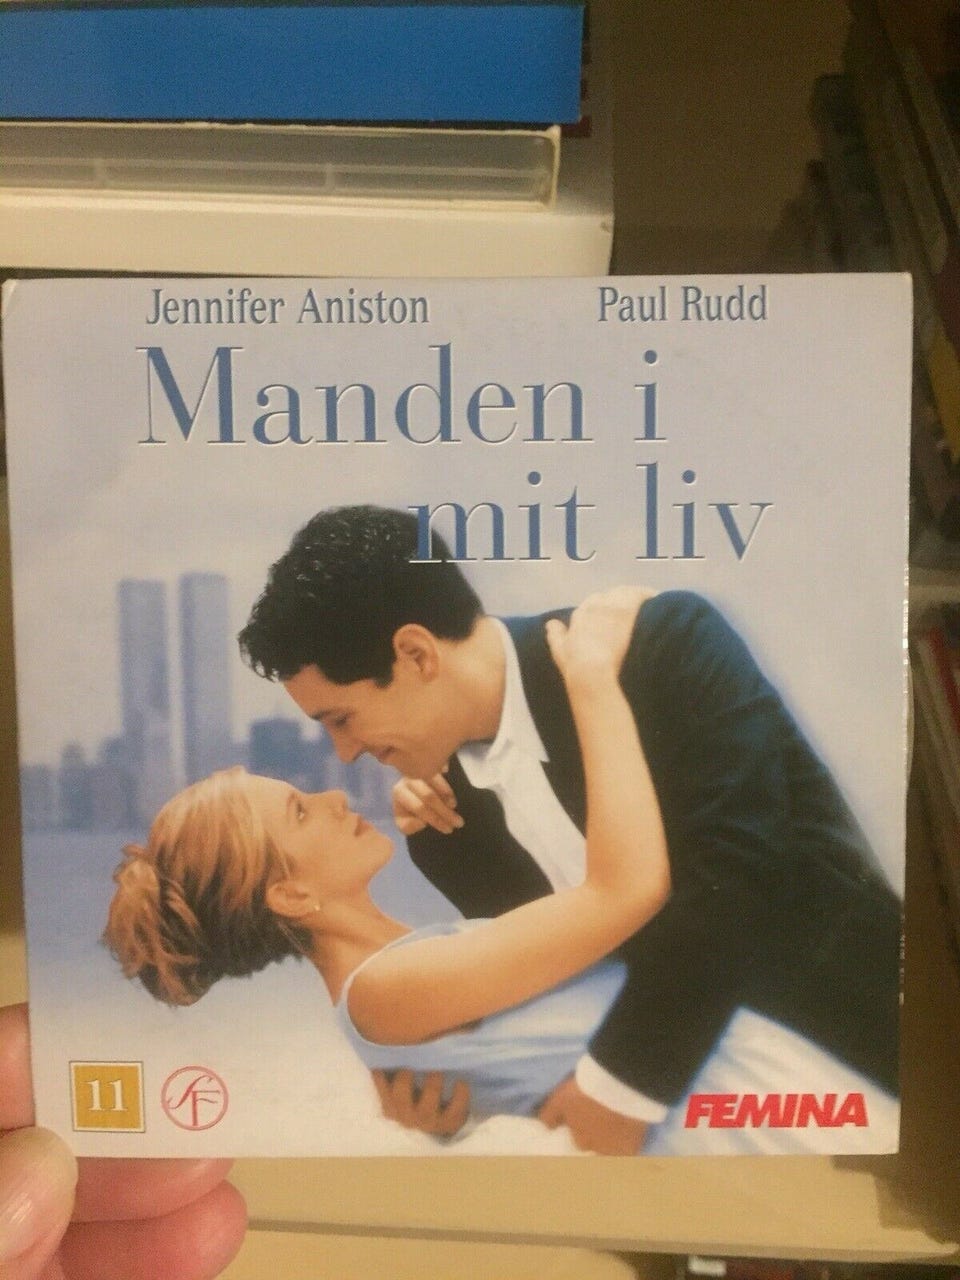 Jennifer Aniston Paul Rudd
Manden i
mit liv
11
SF
FEMINA